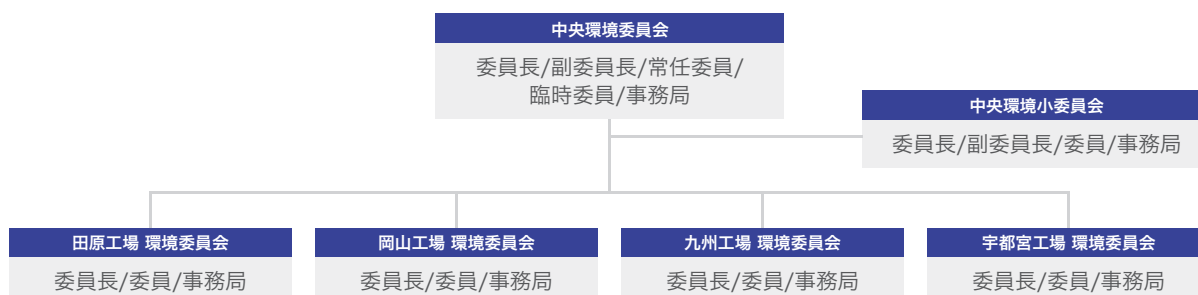 中央環境委員会
委員長/副委員長/常任委員/
臨時委員/事務局
中央環境小委員会
委員長/副委員長/委員/事務局
田原工場 環境委員会
委員長/委員/事務局
岡山工場 環境委員会
委員長/委員/事務局
九州工場 環境委員会
委員長/委員/事務局
宇都宮工場 環境委員会
委員長/委員/事務局